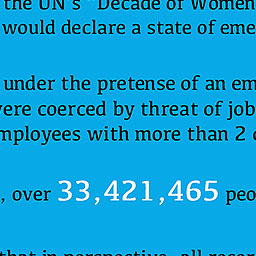 the UN's "Decade of Women
would declare a state of eme
under the pretense of an em
were coerced by threat of job
mployees with more than 2
, over 33,421,465 peo
that in perspective, all recor